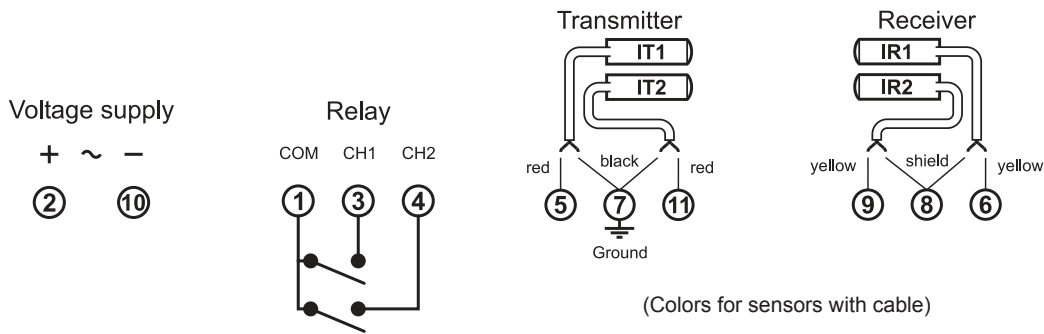 Voltage supply
+ ~ −
2 10
Relay
COM CH1 CH2
1 3 4
Transmitter
IT1
IT2
red black red
5 7 11
Ground
Receiver
IR1
IR2
yellow shield yellow
9 8 6
(Colors for sensors with cable)